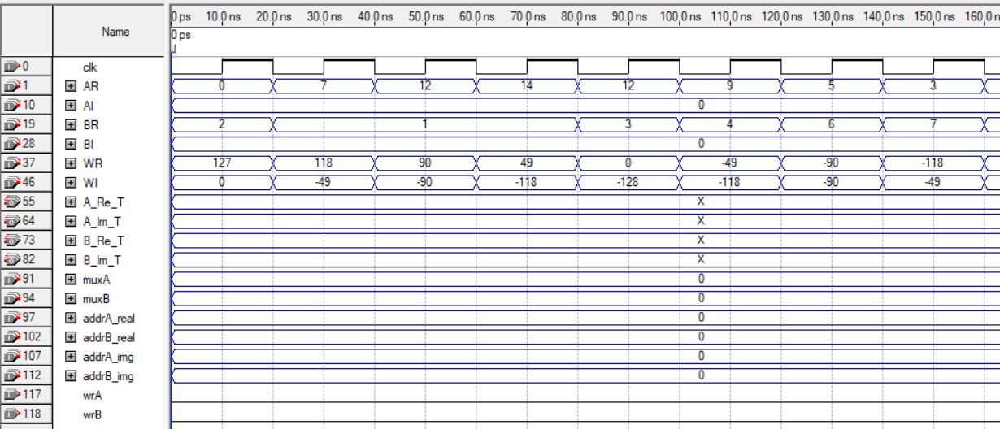 Name
0 ps 10.0 ns 20.0 ns 30.0 ns 40.0 ns 50.0 ns 60.0 ns 70.0 ns 80.0 ns 90.0 ns 100.0 ns 110.0 ns 120.0 ns 130.0 ns 140.0 ns 150.0 ns 160.0 n
0 ps
0 clk
1 AR 0 7 12 14 12 9 5 3
10 AI 0
19 BR 2 1 3 4 6 7
28 BI 0
37 WR 127 118 90 49 0 -49 -90 -118
46 WI 0 -49 -90 -118 -128 -118 -90 -49
55 A_Re_T X
64 A_Im_T X
73 B_Re_T X
82 B_Im_T X
91 muxA 0
94 muxB 0
97 addrA_real 0
102 addrB_real 0
107 addrA_img 0
112 addrB_img 0
117 wrA
118 wrB